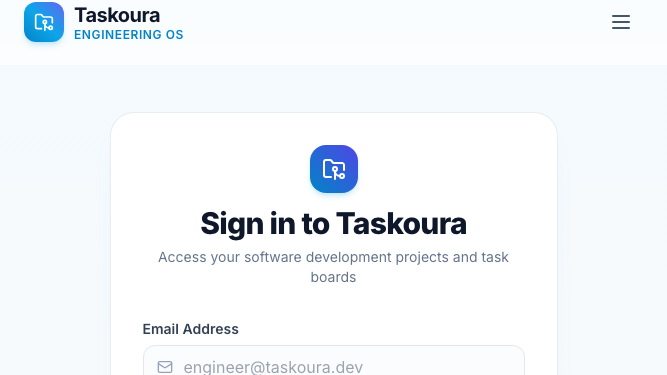 Taskoura
ENGINEERING OS
Sign in to Taskoura
Access your software development projects and task
boards
Email Address
engineer@taskoura.dev